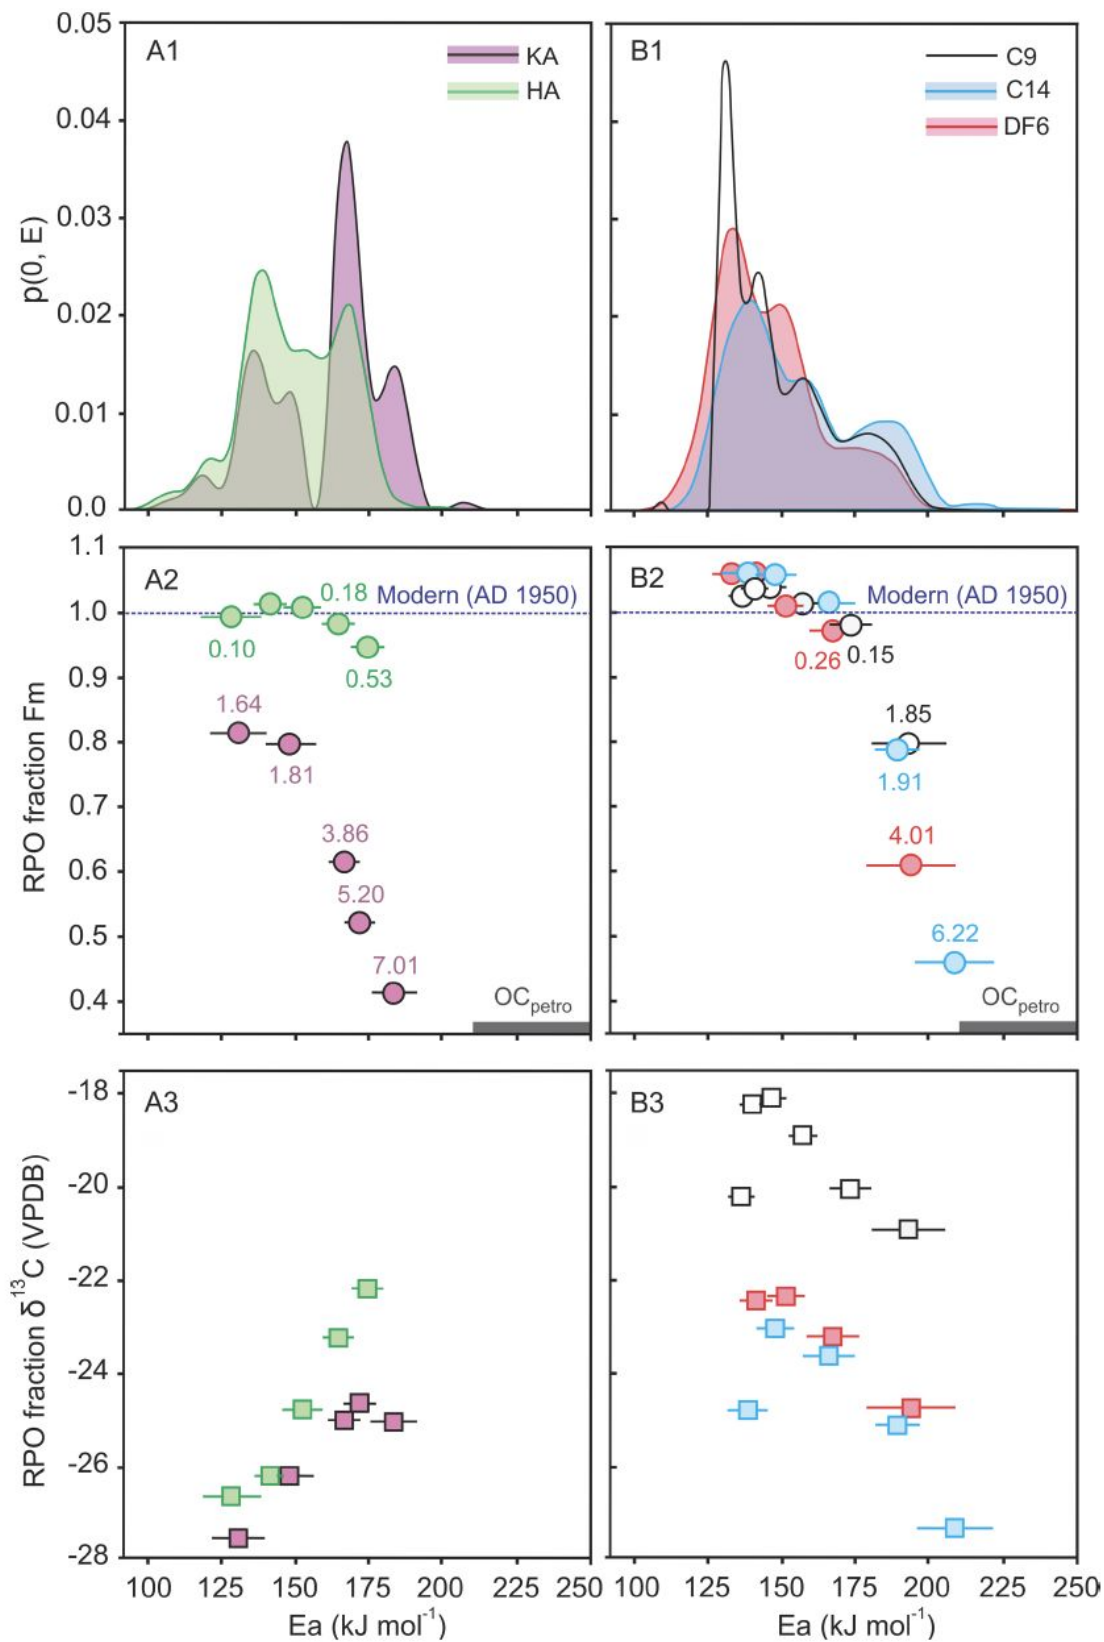 A1
KA
HA
B1
C9
C14
DF6
0.05
0.04
0.03
0.02
0.01
0.0
p(0, E)
A2
0.18
Modern (AD 1950)
0.10
0.53
1.64
1.81
3.86
5.20
7.01
OCpetro
B2
Modern (AD 1950)
0.26
0.15
1.85
1.91
4.01
6.22
OCpetro
1.1
1.0
0.9
0.8
0.7
0.6
0.5
0.4
RPO fraction Fm
A3
B3
-18
-20
-22
-24
-26
-28
RPO fraction δ¹³C (VPDB)
100 125 150 175 200 225 250
100 125 150 175 200 225 250
Ea (kJ mol⁻¹)
Ea (kJ mol⁻¹)